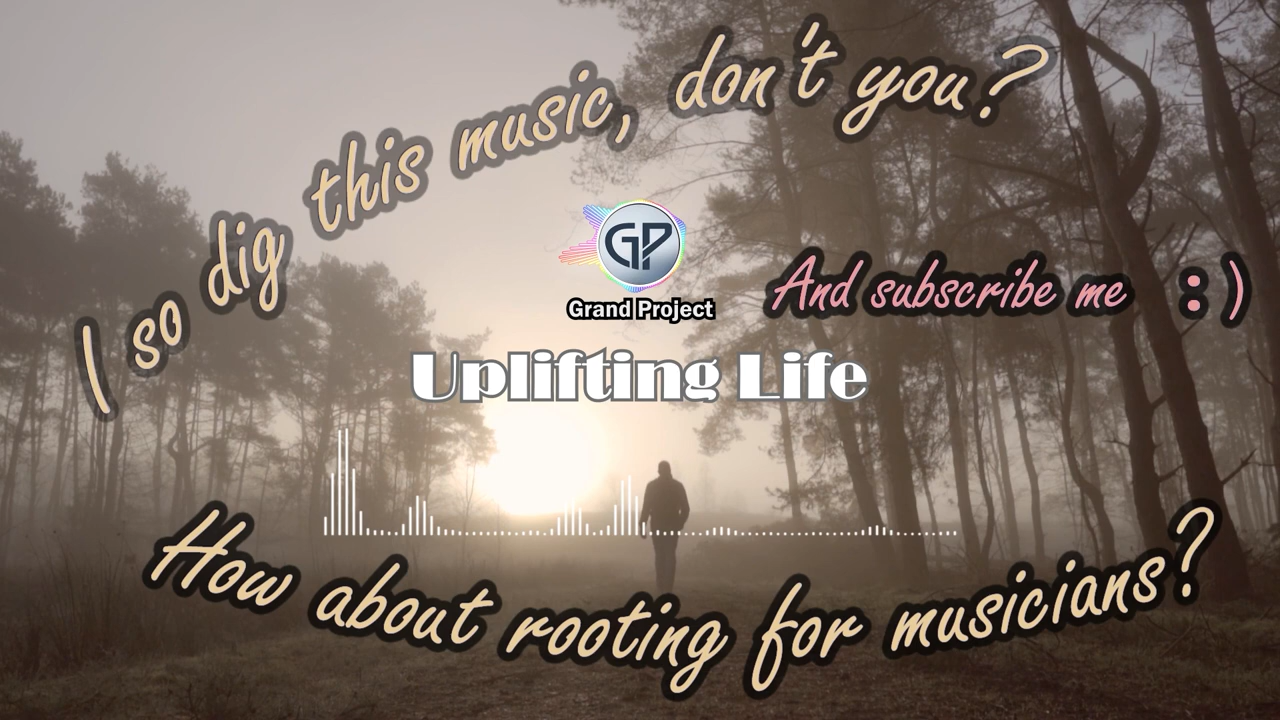 I so dig this music, don't you?
GP
Grand Project
And subscribe me :)
Uplifting Life
How about rooting for musicians?